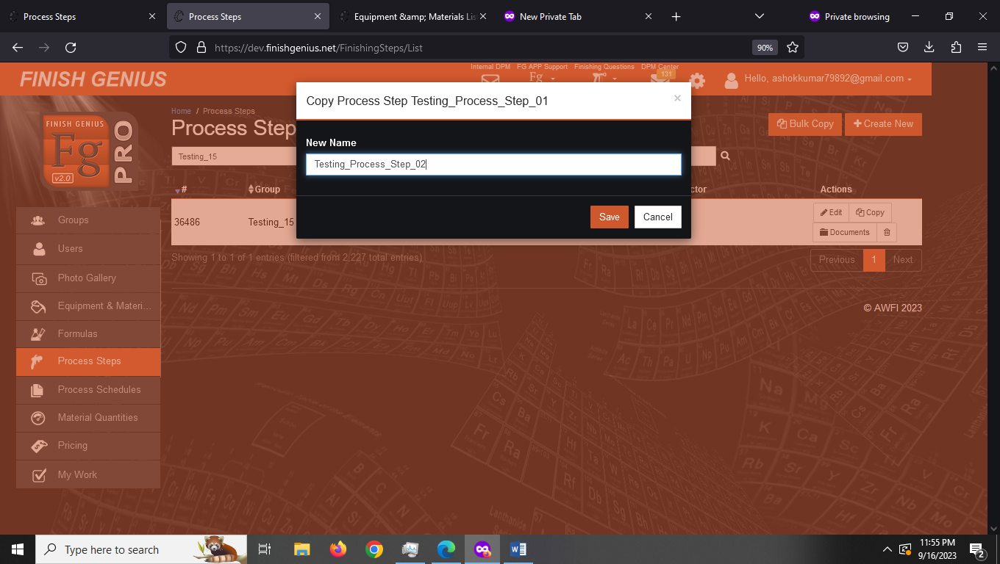 Process Steps
Process Steps
Equipment &amp; Materials Lis
New Private Tab
Private browsing
https://dev.finishgenius.net/FinishingSteps/List
90%
FINISH GENIUS
Internal DPM
FG APP Support
Finishing Questions
DPM Center
Fg
131
Hello, ashokkumar79892@gmail.com
FINISH GENIUS
Fg
v2.0
PRO
Home / Process Steps
Process Step
Bulk Copy
Create New
Testing_15
#
Group
ctor
Actions
36486
Testing_15
Edit
Copy
Documents
Showing 1 to 1 of 1 entries (filtered from 2,227 total entries)
Previous
1
Next
© AWFI 2023
Copy Process Step Testing_Process_Step_01
×
New Name
Testing_Process_Step_02
Save
Cancel
Groups
Users
Photo Gallery
Equipment & Materi...
Formulas
Process Steps
Process Schedules
Material Quantities
Pricing
My Work
Type here to search
11:55 PM
9/16/2023
2